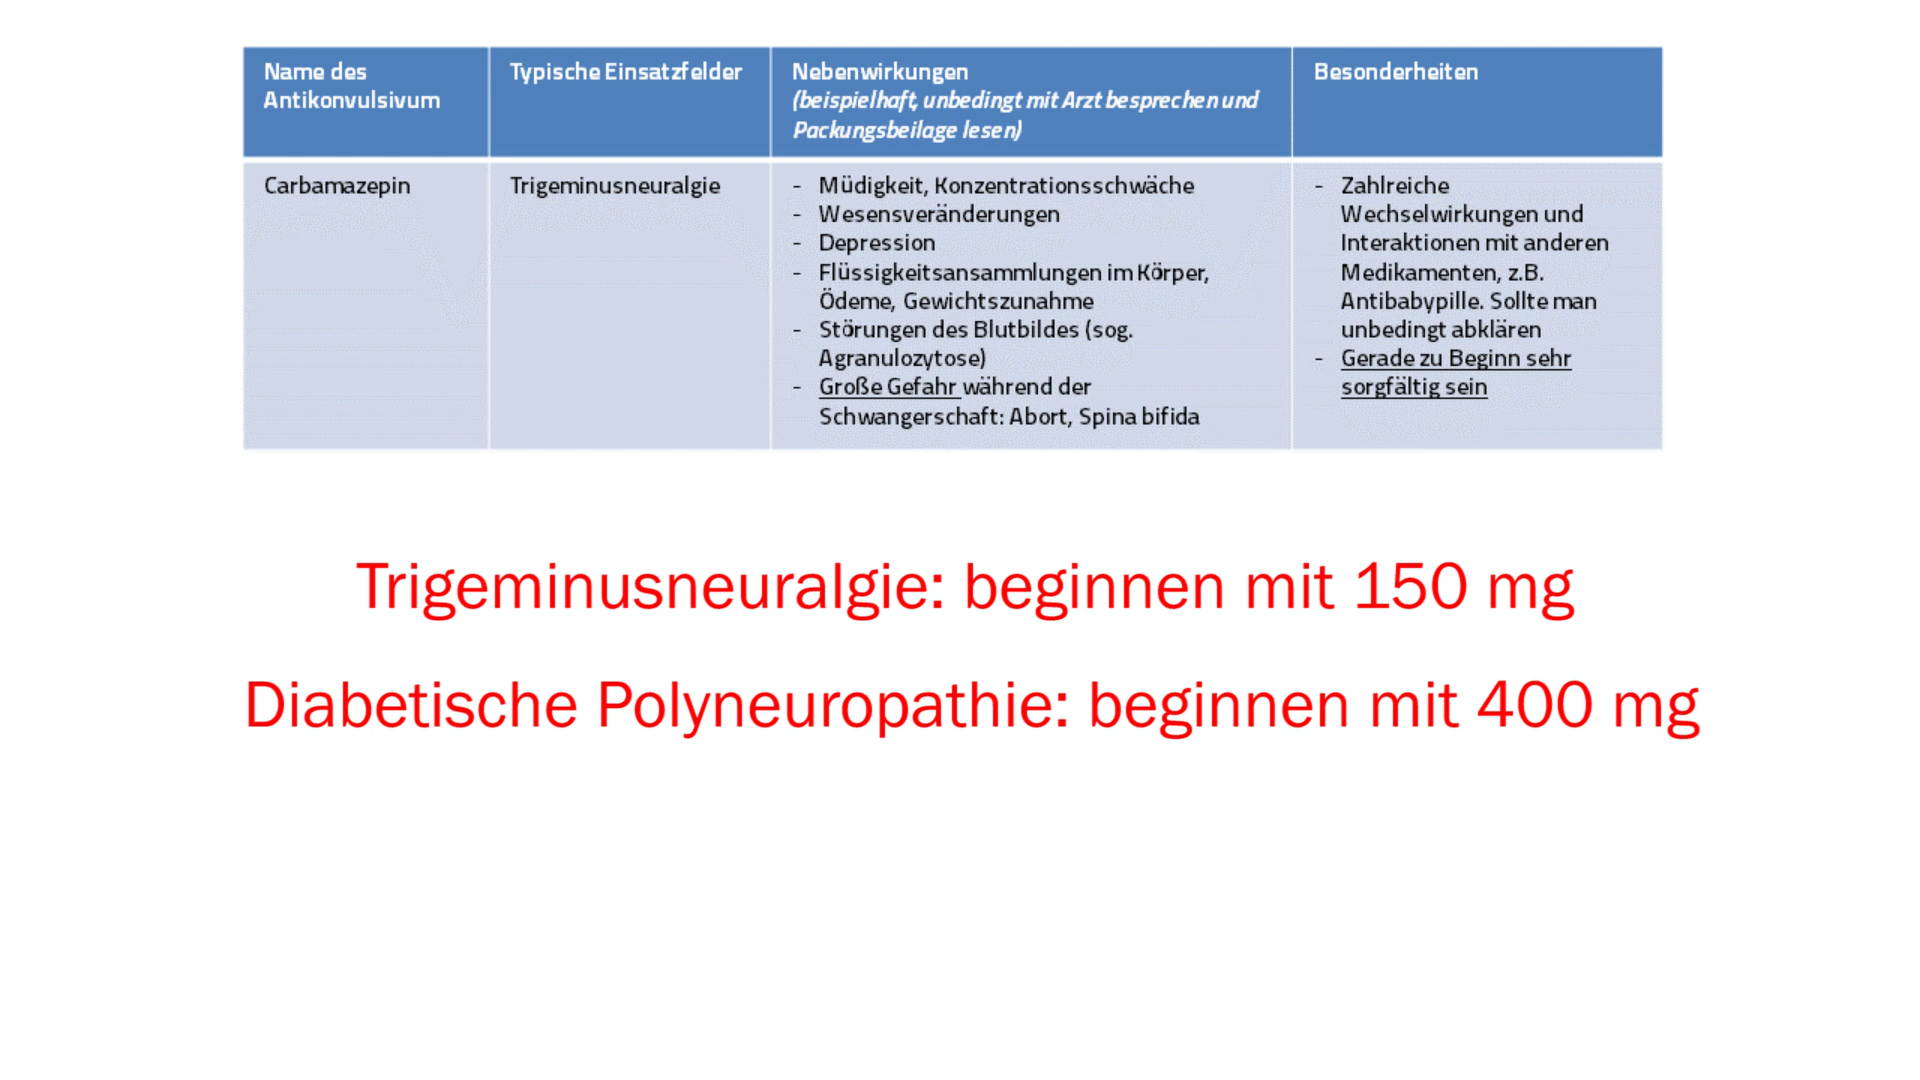 Name des
Antikonvulsivum
Typische Einsatzfelder
Nebenwirkungen
(beispielhaft, unbedingt mit Arzt besprechen und
Packungsbeilage lesen)
Besonderheiten
Carbamazepin
Trigeminusneuralgie
- Müdigkeit, Konzentrationsschwäche
- Wesensveränderungen
- Depression
- Flüssigkeitsansammlungen im Körper,
Ödeme, Gewichtszunahme
- Störungen des Blutbildes (sog.
Agranulozytose)
- Große Gefahr während der
Schwangerschaft: Abort, Spina bifida
- Zahlreiche
Wechselwirkungen und
Interaktionen mit anderen
Medikamenten, z.B.
Antibabypille. Sollte man
unbedingt abklären
- Gerade zu Beginn sehr
sorgfältig sein
Trigeminusneuralgie: beginnen mit 150 mg
Diabetische Polyneuropathie: beginnen mit 400 mg